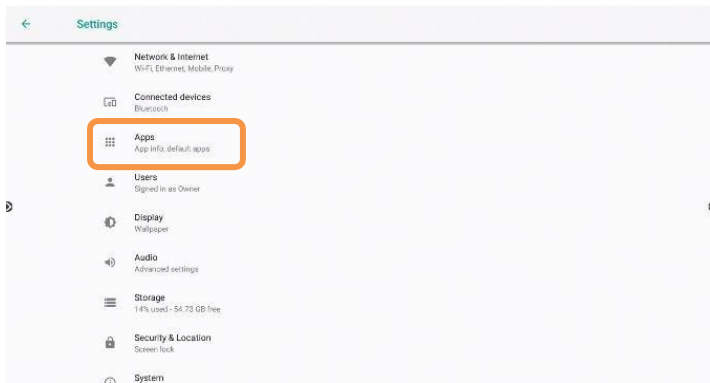 Settings
Network & Internet
Wi-Fi, Ethernet, Mobile, Proxy
Connected devices
Bluetooth
Apps
App info, default apps
Users
Signed in as Owner
Display
Wallpaper
Audio
Advanced settings
Storage
14% used - 54.73 GB free
Security & Location
Screen lock
System